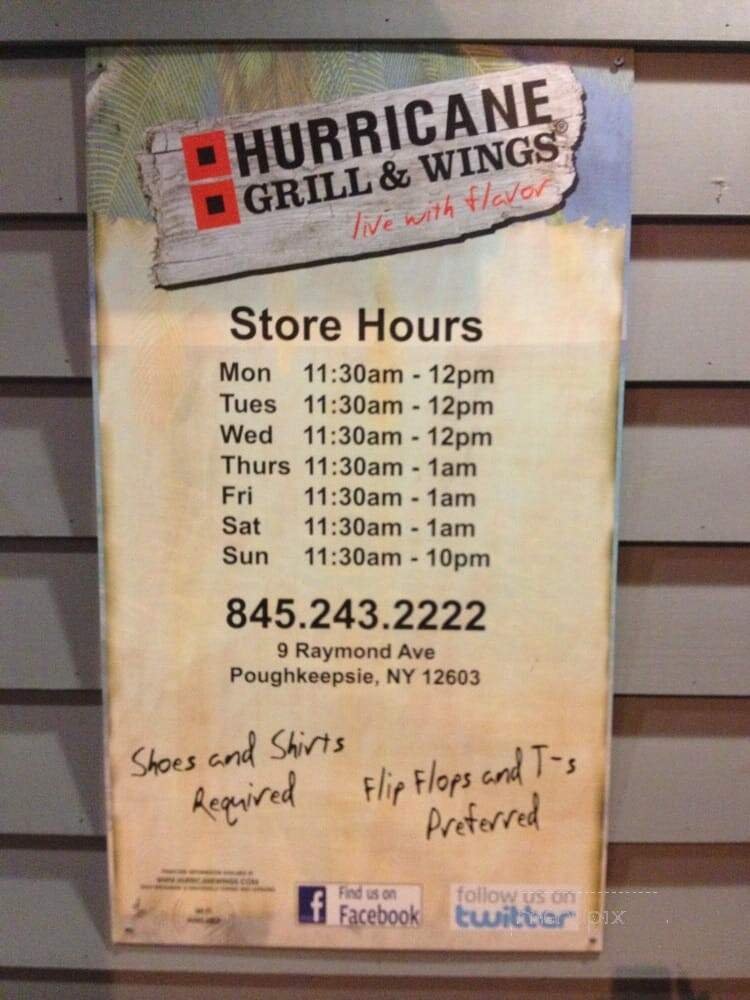 HURRICANE
GRILL & WINGS®
live with flavor
Store Hours
Mon 11:30am - 12pm
Tues 11:30am - 12pm
Wed 11:30am - 12pm
Thurs 11:30am - 1am
Fri 11:30am - 1am
Sat 11:30am - 1am
Sun 11:30am - 10pm
845.243.2222
9 Raymond Ave
Poughkeepsie, NY 12603
Shoes and Shirts
Required
Flip Flops and T-s
Preferred
WWW.HURRICANEWINGS.COM
f Find us on
Facebook
follow us on
twitter